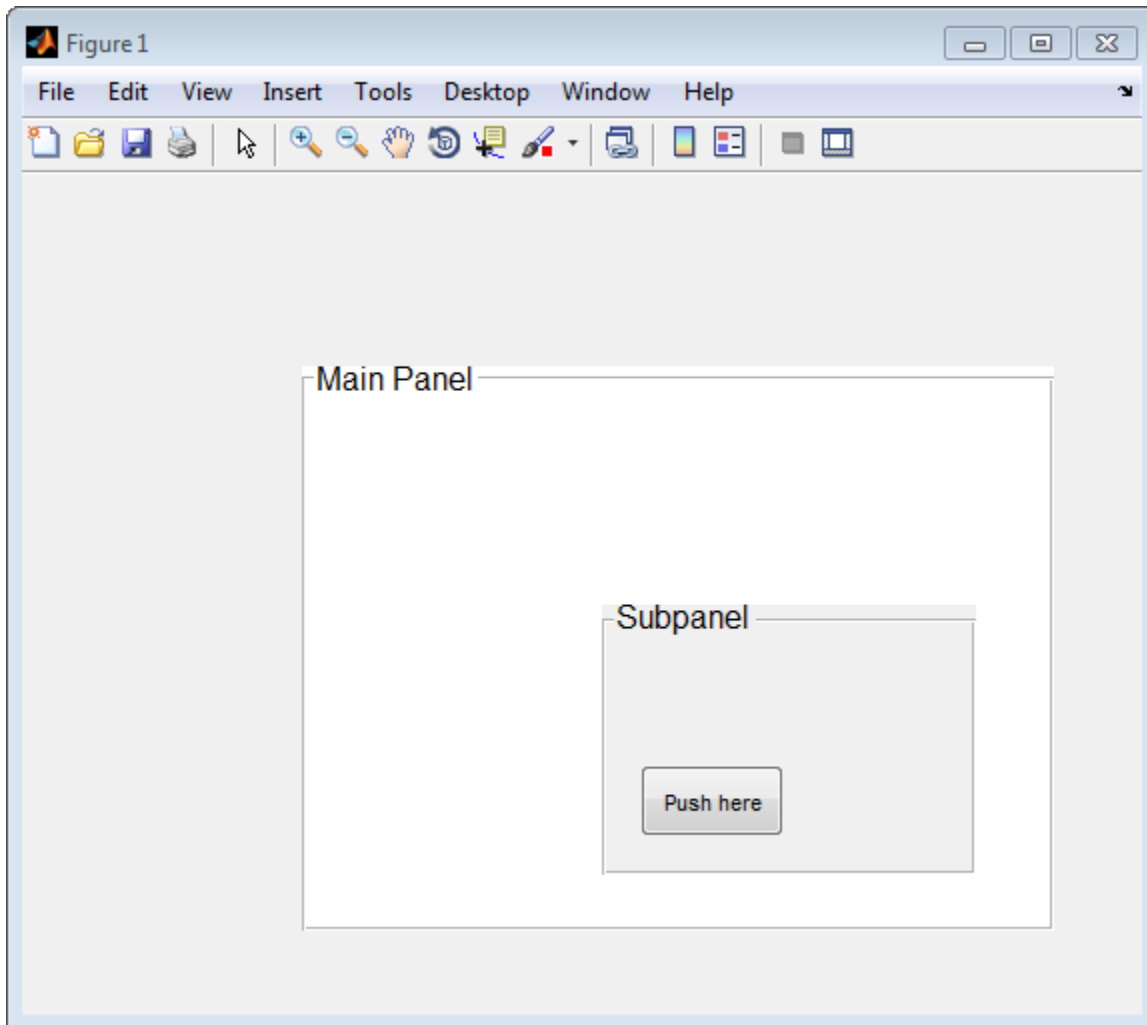 Figure 1
File Edit View Insert Tools Desktop Window Help
Main Panel
Subpanel
Push here